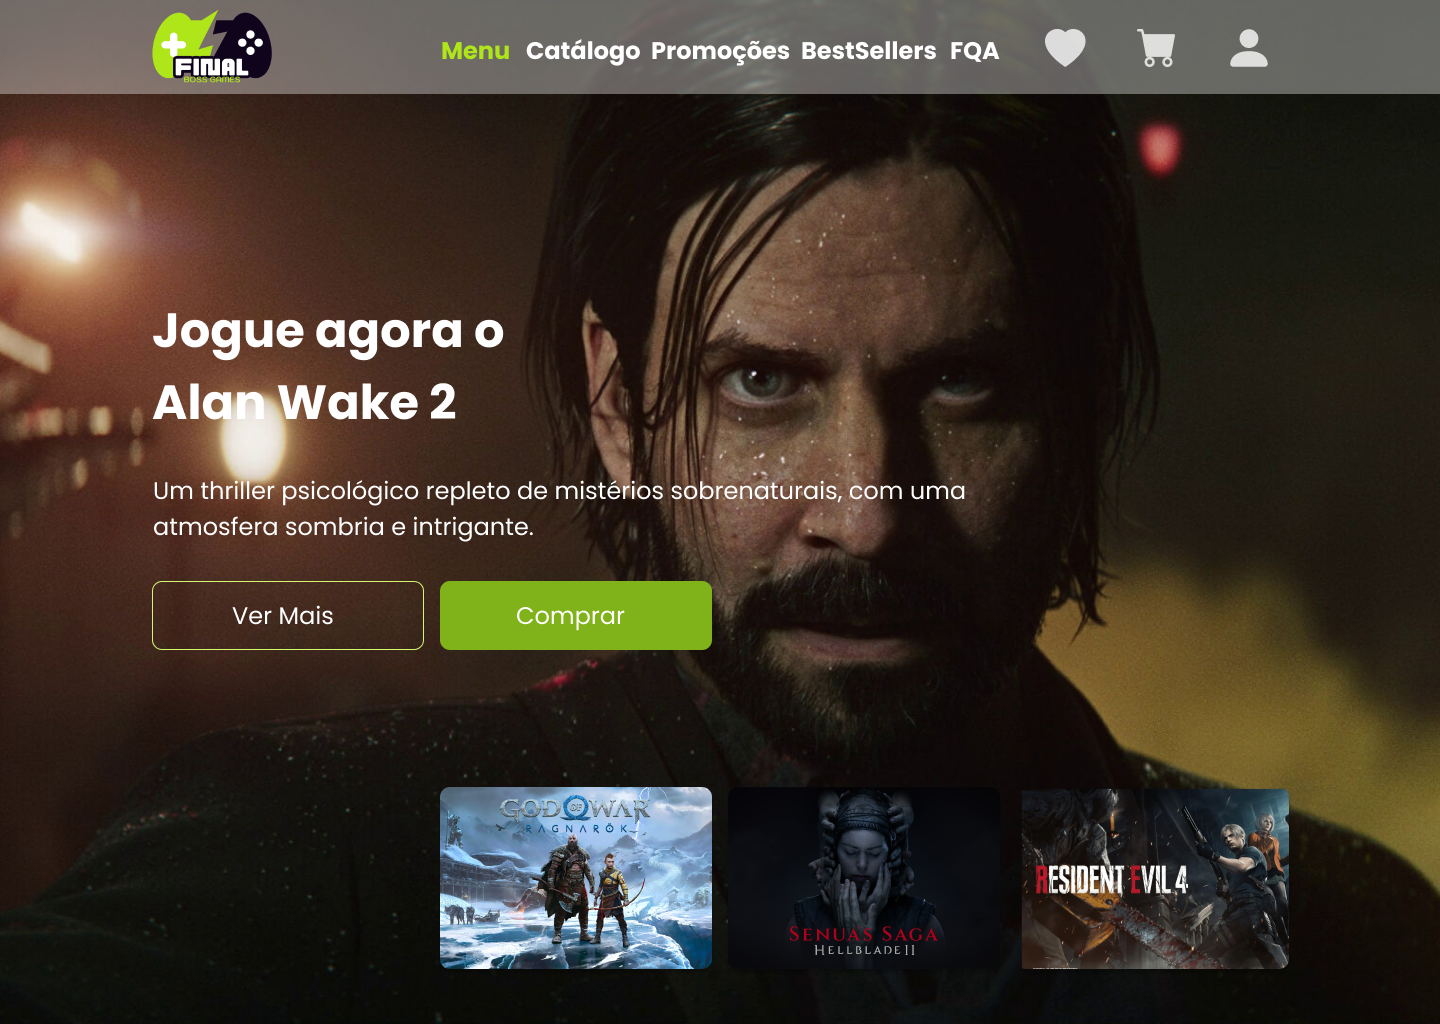 FINAL
BOSS GAMES
Menu Catálogo Promoções BestSellers FQA
Jogue agora o
Alan Wake 2
Um thriller psicológico repleto de mistérios sobrenaturais, com uma
atmosfera sombria e intrigante.
Ver Mais Comprar
GOD OF WAR
RAGNARÖK
SENUAS SAGA
HELLBLADE II
RESIDENT EVIL 4